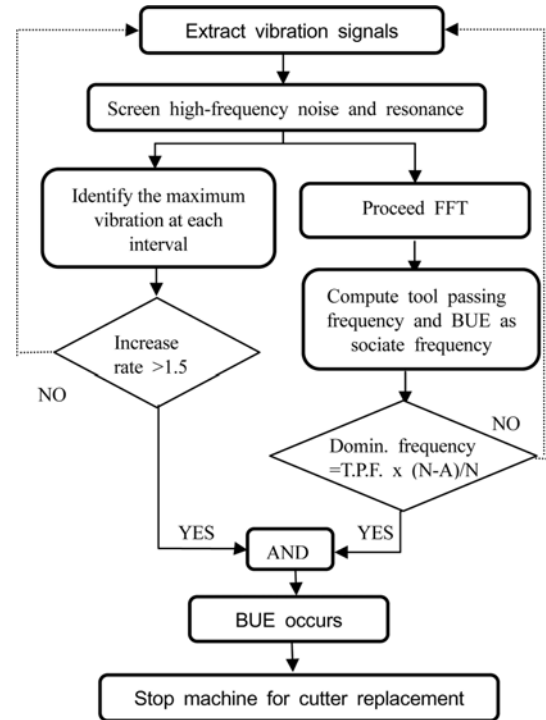 Extract vibration signals
Screen high-frequency noise and resonance
Identify the maximum
vibration at each
interval
Proceed FFT
Compute tool passing
frequency and BUE as
sociate frequency
Increase
rate >1.5
NO
Domin. frequency
=T.P.F. x (N-A)/N
NO
YES
AND
YES
BUE occurs
Stop machine for cutter replacement